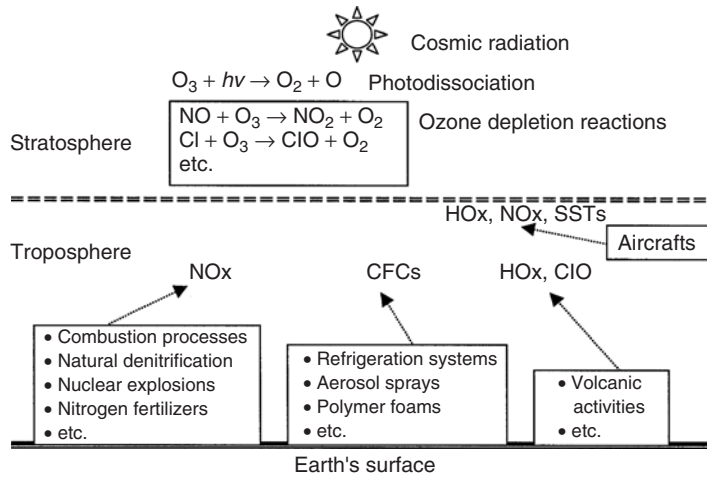 Cosmic radiation
O₃ + hv → O₂ + O Photodissociation
NO + O₃ → NO₂ + O₂
Ozone depletion reactions
Cl + O₃ → ClO + O₂
Stratosphere
etc.
HOx, NOx, SSTs
Aircrafts
Troposphere
NOx
CFCs
HOx, ClO
• Combustion processes
• Natural denitrification
• Nuclear explosions
• Nitrogen fertilizers
• etc.
• Refrigeration systems
• Aerosol sprays
• Polymer foams
• etc.
• Volcanic
activities
• etc.
Earth's surface